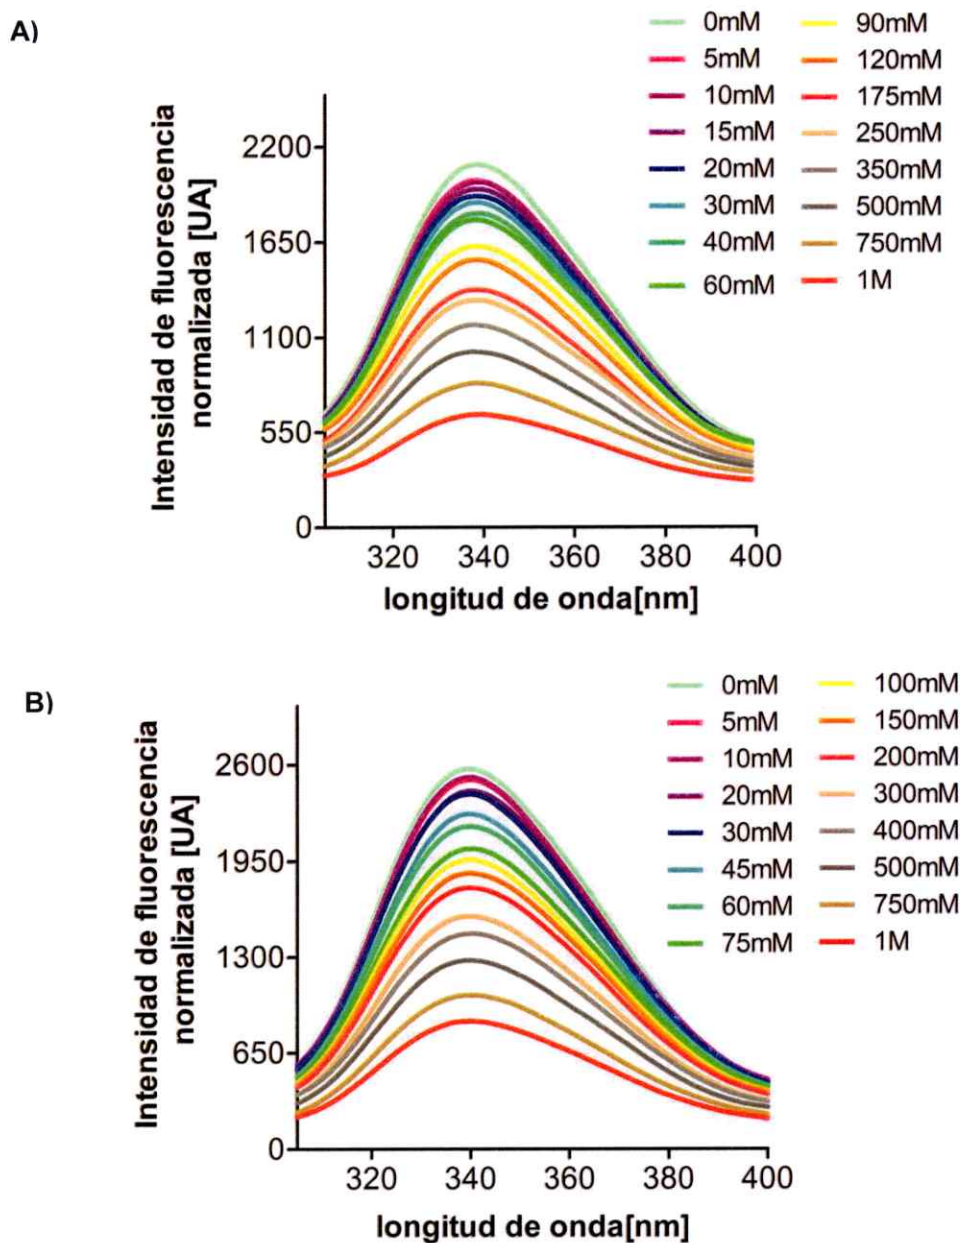 A)
0mM 90mM
5mM 120mM
10mM 175mM
15mM 250mM
20mM 350mM
30mM 500mM
40mM 750mM
60mM 1M
Intensidad de fluorescencia
normalizada [UA]
2200
1650
1100
550
0
320 340 360 380 400
longitud de onda[nm]
B)
0mM 100mM
5mM 150mM
10mM 200mM
20mM 300mM
30mM 400mM
45mM 500mM
60mM 750mM
75mM 1M
Intensidad de fluorescencia
normalizada [UA]
2600
1950
1300
650
0
320 340 360 380 400
longitud de onda[nm]